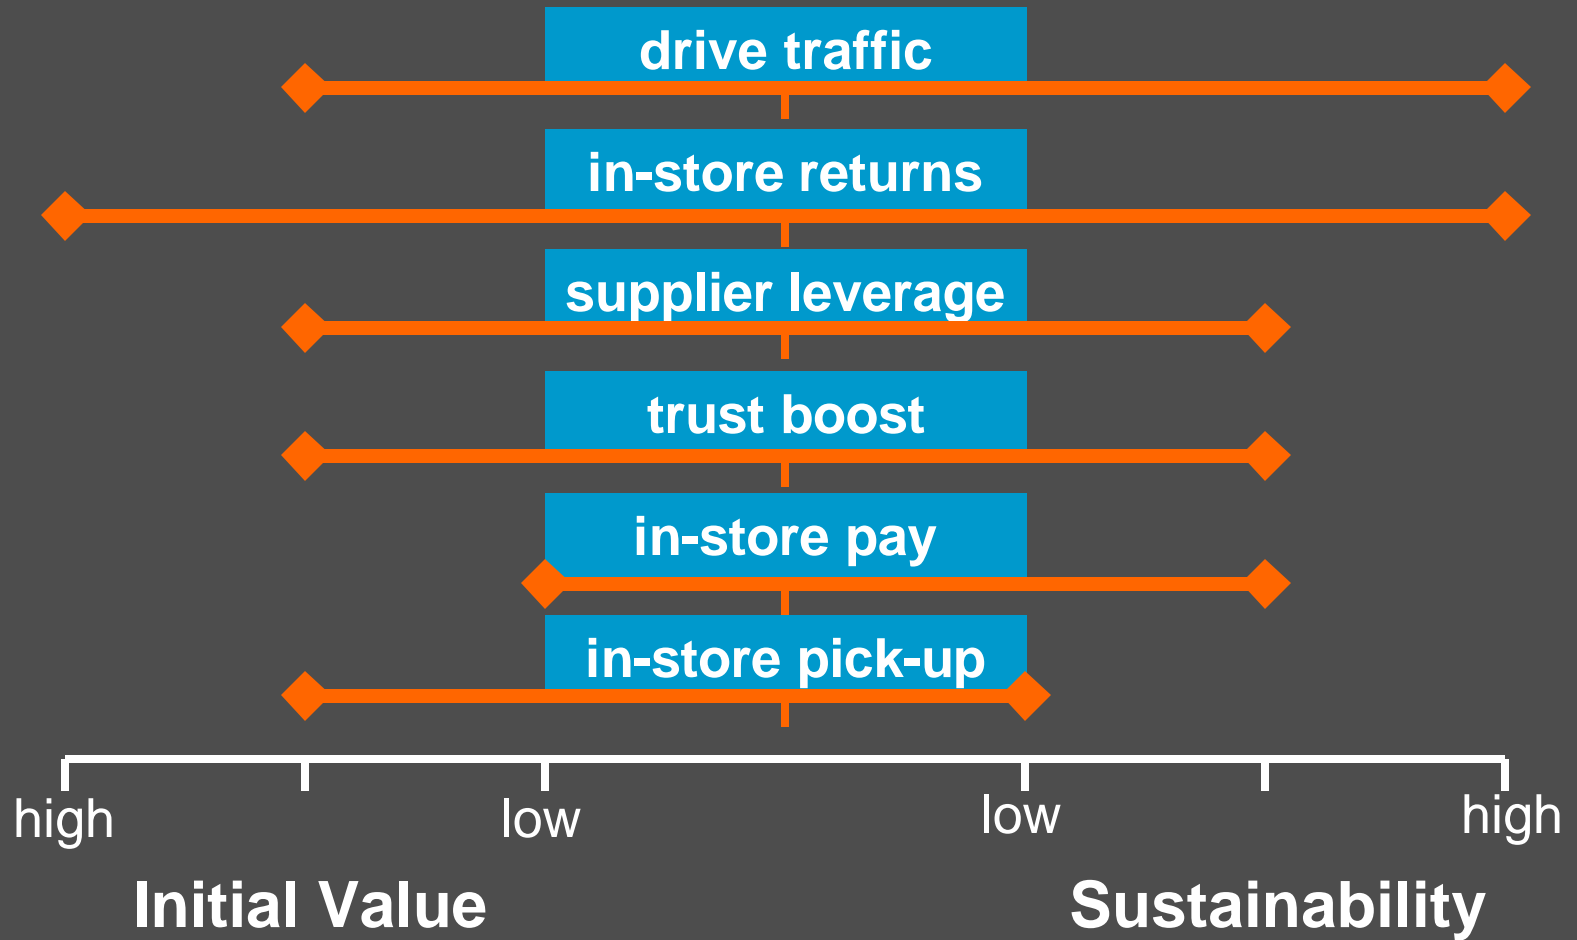 drive traffic
in-store returns
supplier leverage
trust boost
in-store pay
in-store pick-up
high low low high
Initial Value Sustainability